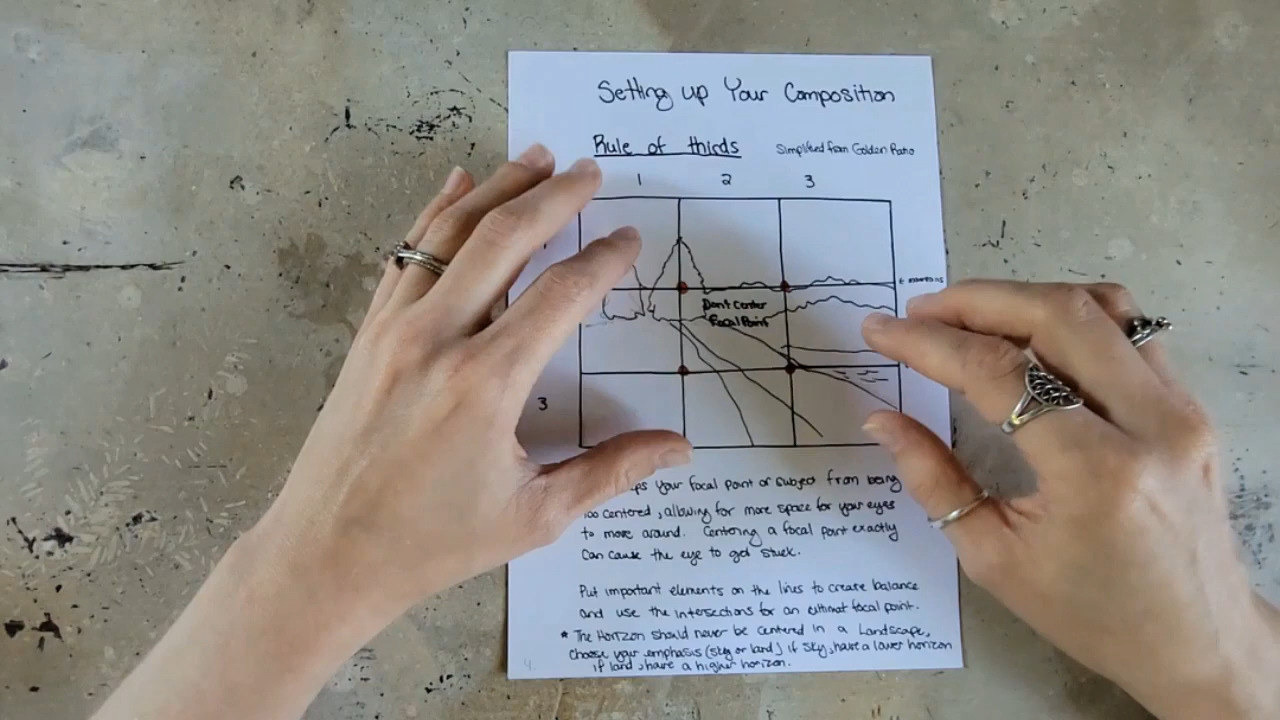 Setting up Your Composition
Rule of thirds
Simplified from Golden Ratio
1 2 3
Don't Center
Focal Point
3
your focal point or subject from being
too centered, allowing for more space for your eyes
to move around. Centering a focal point exactly
Can cause the eye to get stuck.
Put important elements on the lines to create balance
and use the intersections for an ultimat focal point.
* The Horizon should never be centered in a Landscape,
choose your emphasis (sky or land) if sky, have a lower horizon
if land, have a higher horizon.
4